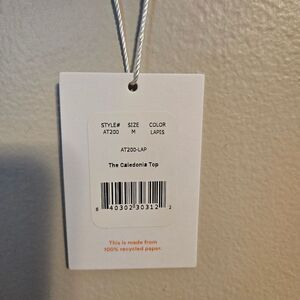 STYLE# SIZE COLOR
AT200 M LAPIS
AT200-LAP
The Caledonia Top
8 40302 30312 2
This is made from
100% recycled paper.